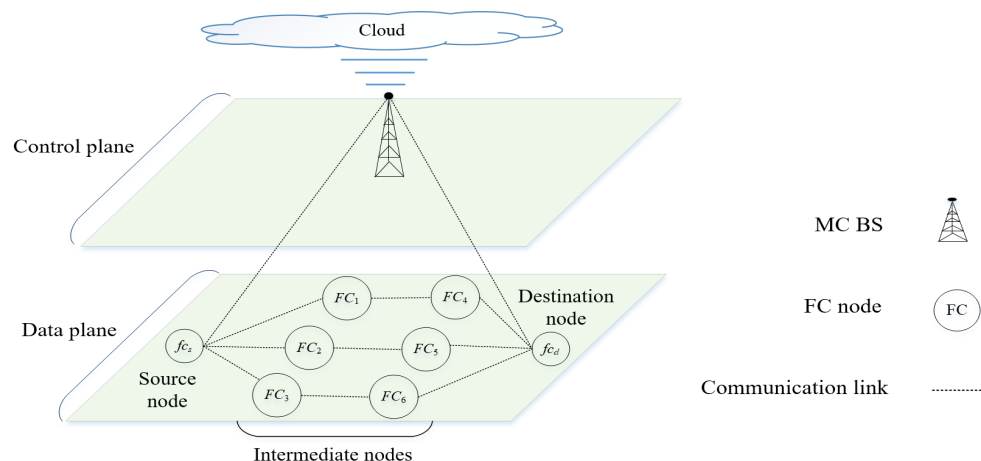 Cloud
Control plane
MC BS
Data plane
FC₁
FC₄
Destination
node
FC node
FC
fcₛ
FC₂
FC₅
fc_d
Source
node
FC₃
FC₆
Communication link
Intermediate nodes